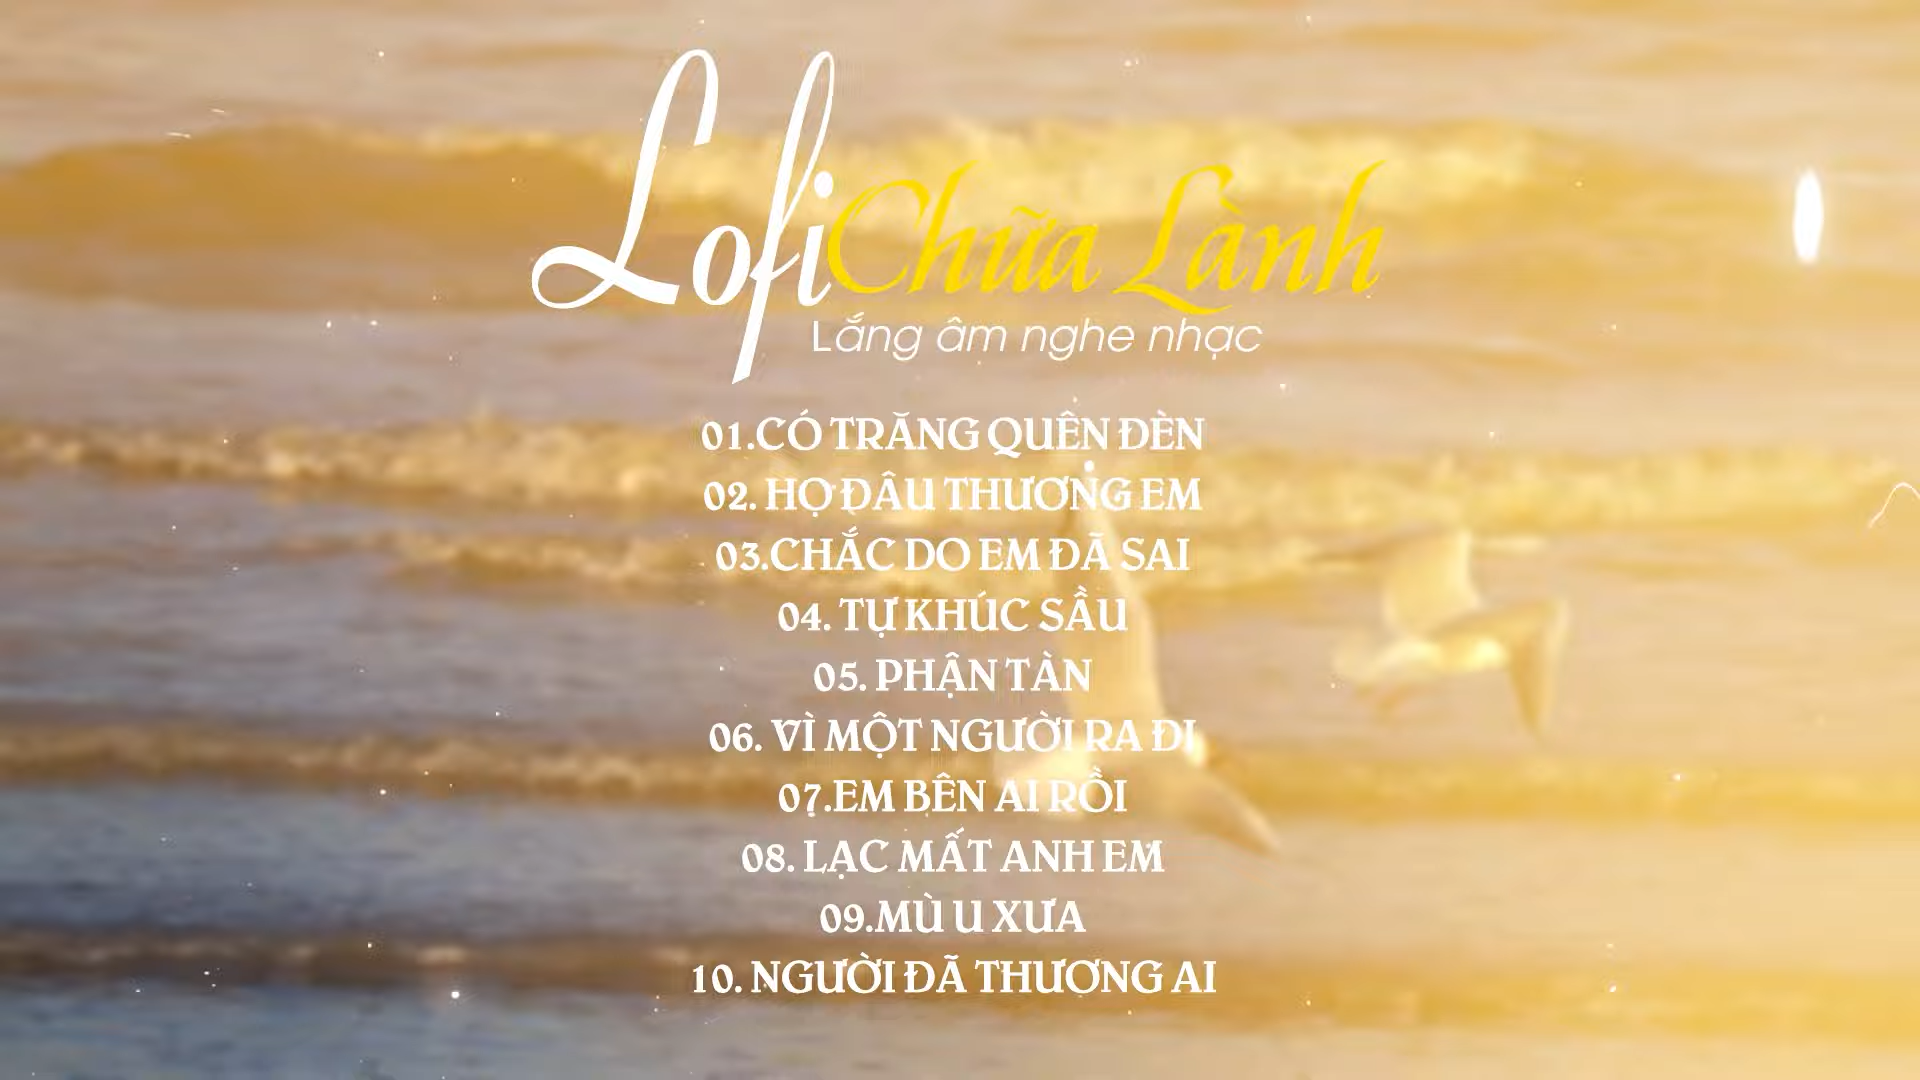 Lofi Chữa Lành
Lắng âm nghe nhạc
01.CÓ TRĂNG QUÊN ĐÈN
02. HỌ ĐÂU THƯƠNG EM
03.CHẮC DO EM ĐÃ SAI
04. TỰ KHÚC SẦU
05. PHẬN TÀN
06. VÌ MỘT NGƯỜI RA ĐI
07.EM BÊN AI RỒI
08. LẠC MẤT ANH EM
09.MÙ U XƯA
10. NGƯỜI ĐÃ THƯƠNG AI